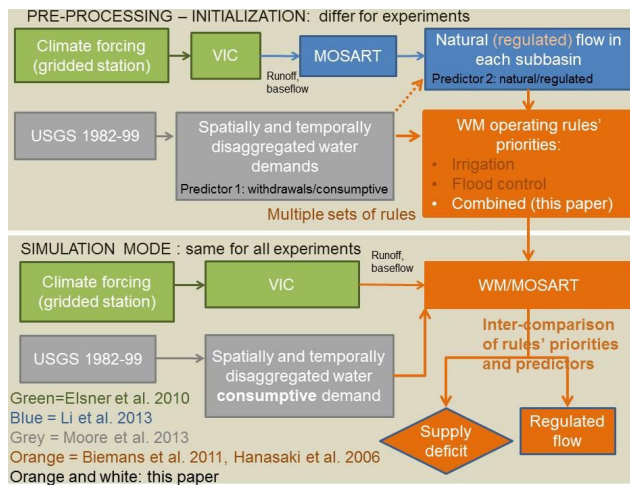 PRE-PROCESSING – INITIALIZATION: differ for experiments
Climate forcing
(gridded station)
VIC
Runoff,
baseflow
MOSART
Natural (regulated) flow in
each subbasin
Predictor 2: natural/regulated
USGS 1982-99
Spatially and temporally
disaggregated water
demands
Predictor 1: withdrawals/consumptive
Multiple sets of rules
WM operating rules'
priorities:
• Irrigation
• Flood control
• Combined (this paper)
SIMULATION MODE : same for all experiments
Climate forcing
(gridded station)
VIC
Runoff,
baseflow
WM/MOSART
USGS 1982-99
Spatially and temporally
disaggregated water
consumptive demand
Inter-comparison
of rules' priorities
and predictors
Supply
deficit
Regulated
flow
Green=Elsner et al. 2010
Blue = Li et al. 2013
Grey = Moore et al. 2013
Orange = Biemans et al. 2011, Hanasaki et al. 2006
Orange and white: this paper